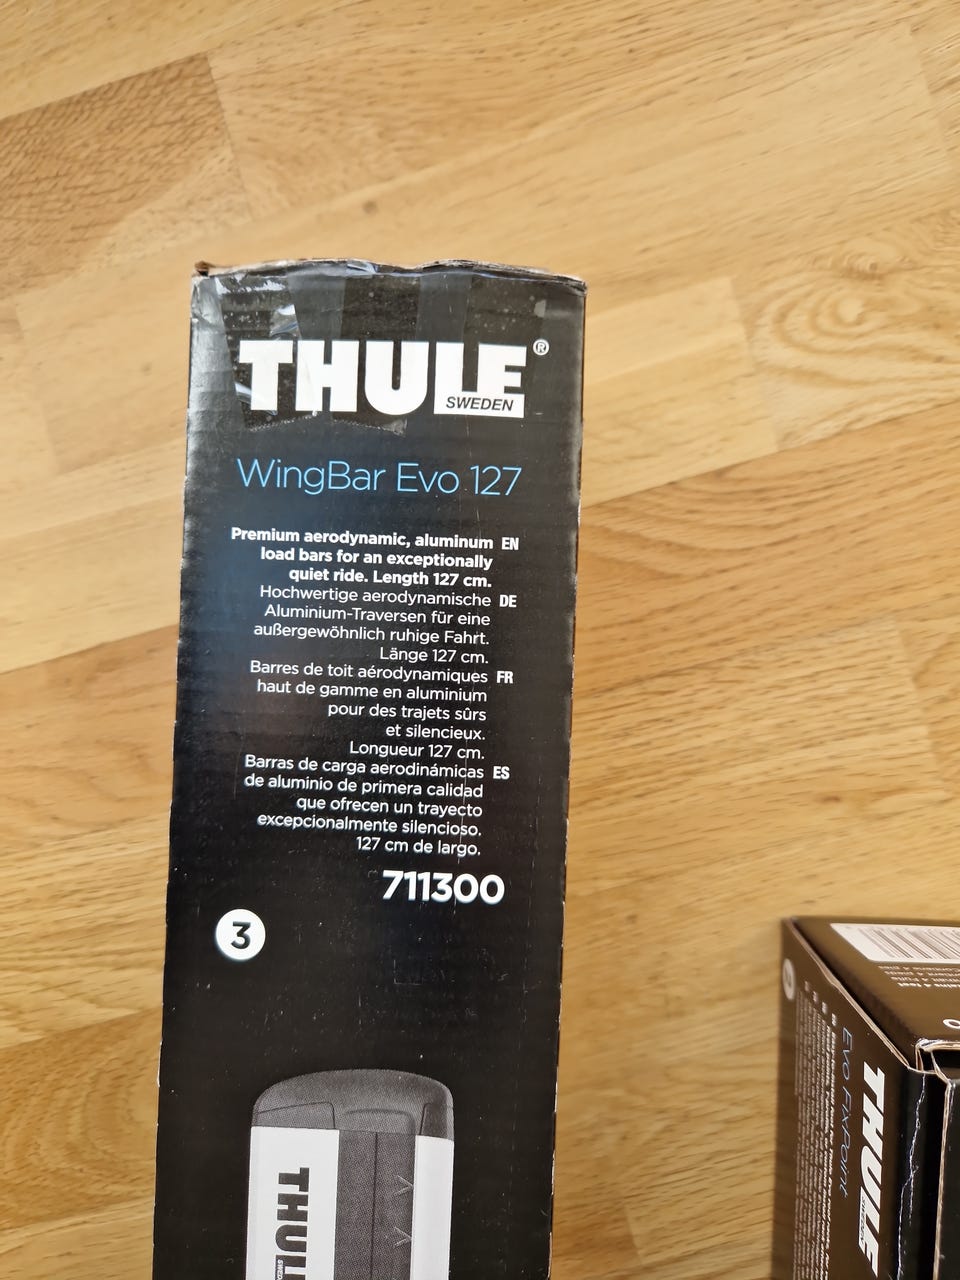 THULE®
SWEDEN
WingBar Evo 127
Premium aerodynamic, aluminum EN
load bars for an exceptionally
quiet ride. Length 127 cm.
Hochwertige aerodynamische DE
Aluminium-Traversen für eine
außergewöhnlich ruhige Fahrt.
Länge 127 cm.
Barres de toit aérodynamiques FR
haut de gamme en aluminium
pour des trajets sûrs
et silencieux.
Longueur 127 cm.
Barras de carga aerodinámicas ES
de aluminio de primera calidad
que ofrecen un trayecto
excepcionalmente silencioso.
127 cm de largo.
711300
3
THULE
Evo FixPoint
THULE
SWEDEN